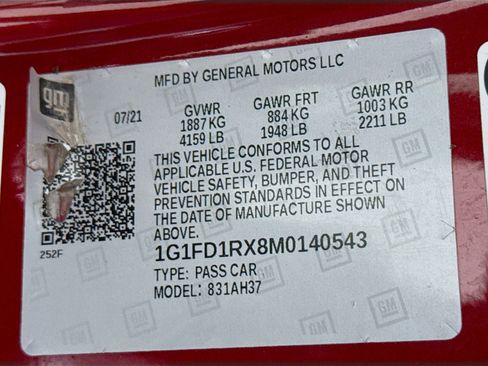 MFD BY GENERAL MOTORS LLC
gm
07/21
GVWR GAWR FRT GAWR RR
1887 KG 884 KG 1003 KG
4159 LB 1948 LB 2211 LB
THIS VEHICLE CONFORMS TO ALL
APPLICABLE U.S. FEDERAL MOTOR
VEHICLE SAFETY, BUMPER, AND THEFT
PREVENTION STANDARDS IN EFFECT ON
THE DATE OF MANUFACTURE SHOWN
ABOVE.
252F
1G1FD1RX8M0140543
TYPE: PASS CAR
MODEL: 831AH37